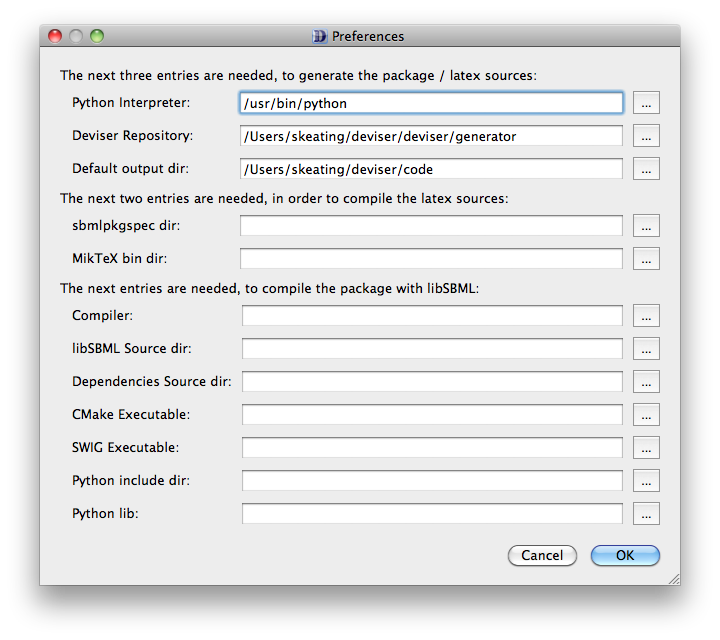 Preferences
The next three entries are needed, to generate the package / latex sources:
Python Interpreter: /usr/bin/python ...
Deviser Repository: /Users/skeating/deviser/deviser/generator ...
Default output dir: /Users/skeating/deviser/code ...
The next two entries are needed, in order to compile the latex sources:
sbmlpkgspec dir: ...
MikTeX bin dir: ...
The next entries are needed, to compile the package with libSBML:
Compiler: ...
libSBML Source dir: ...
Dependencies Source dir: ...
CMake Executable: ...
SWIG Executable: ...
Python include dir: ...
Python lib: ...
Cancel OK